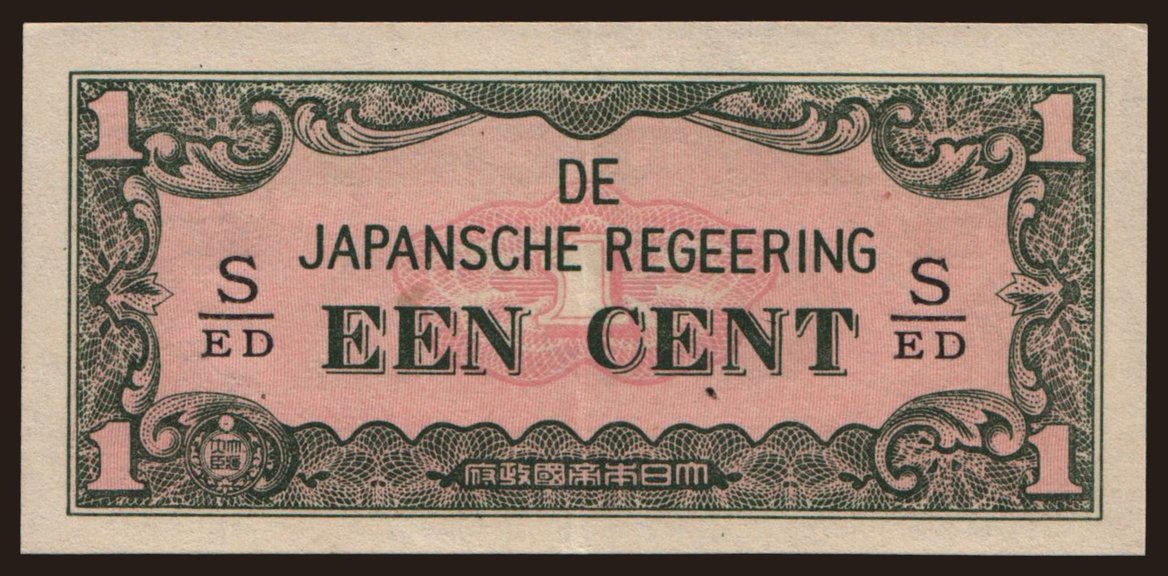 1 1
DE
JAPANSCHE REGEERING
S S
ED ED
EEN CENT
1 1
府政國帝本日大